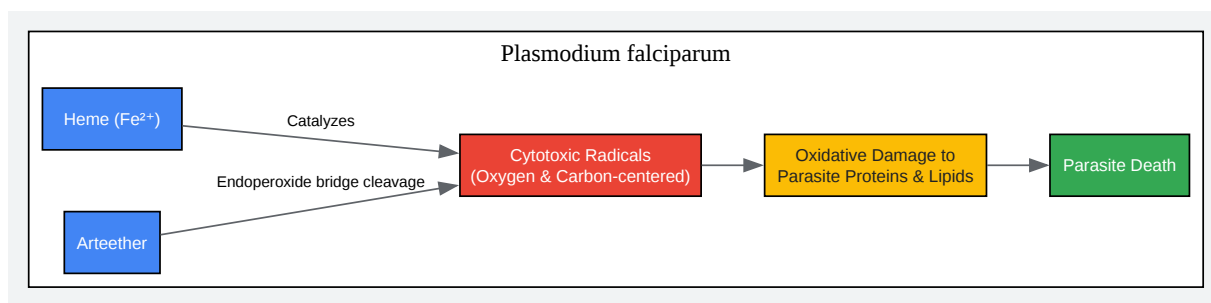 Plasmodium falciparum
Heme (Fe²⁺)
Catalyzes
Endoperoxide bridge cleavage
Arteether
Cytotoxic Radicals
(Oxygen & Carbon-centered)
Oxidative Damage to
Parasite Proteins & Lipids
Parasite Death